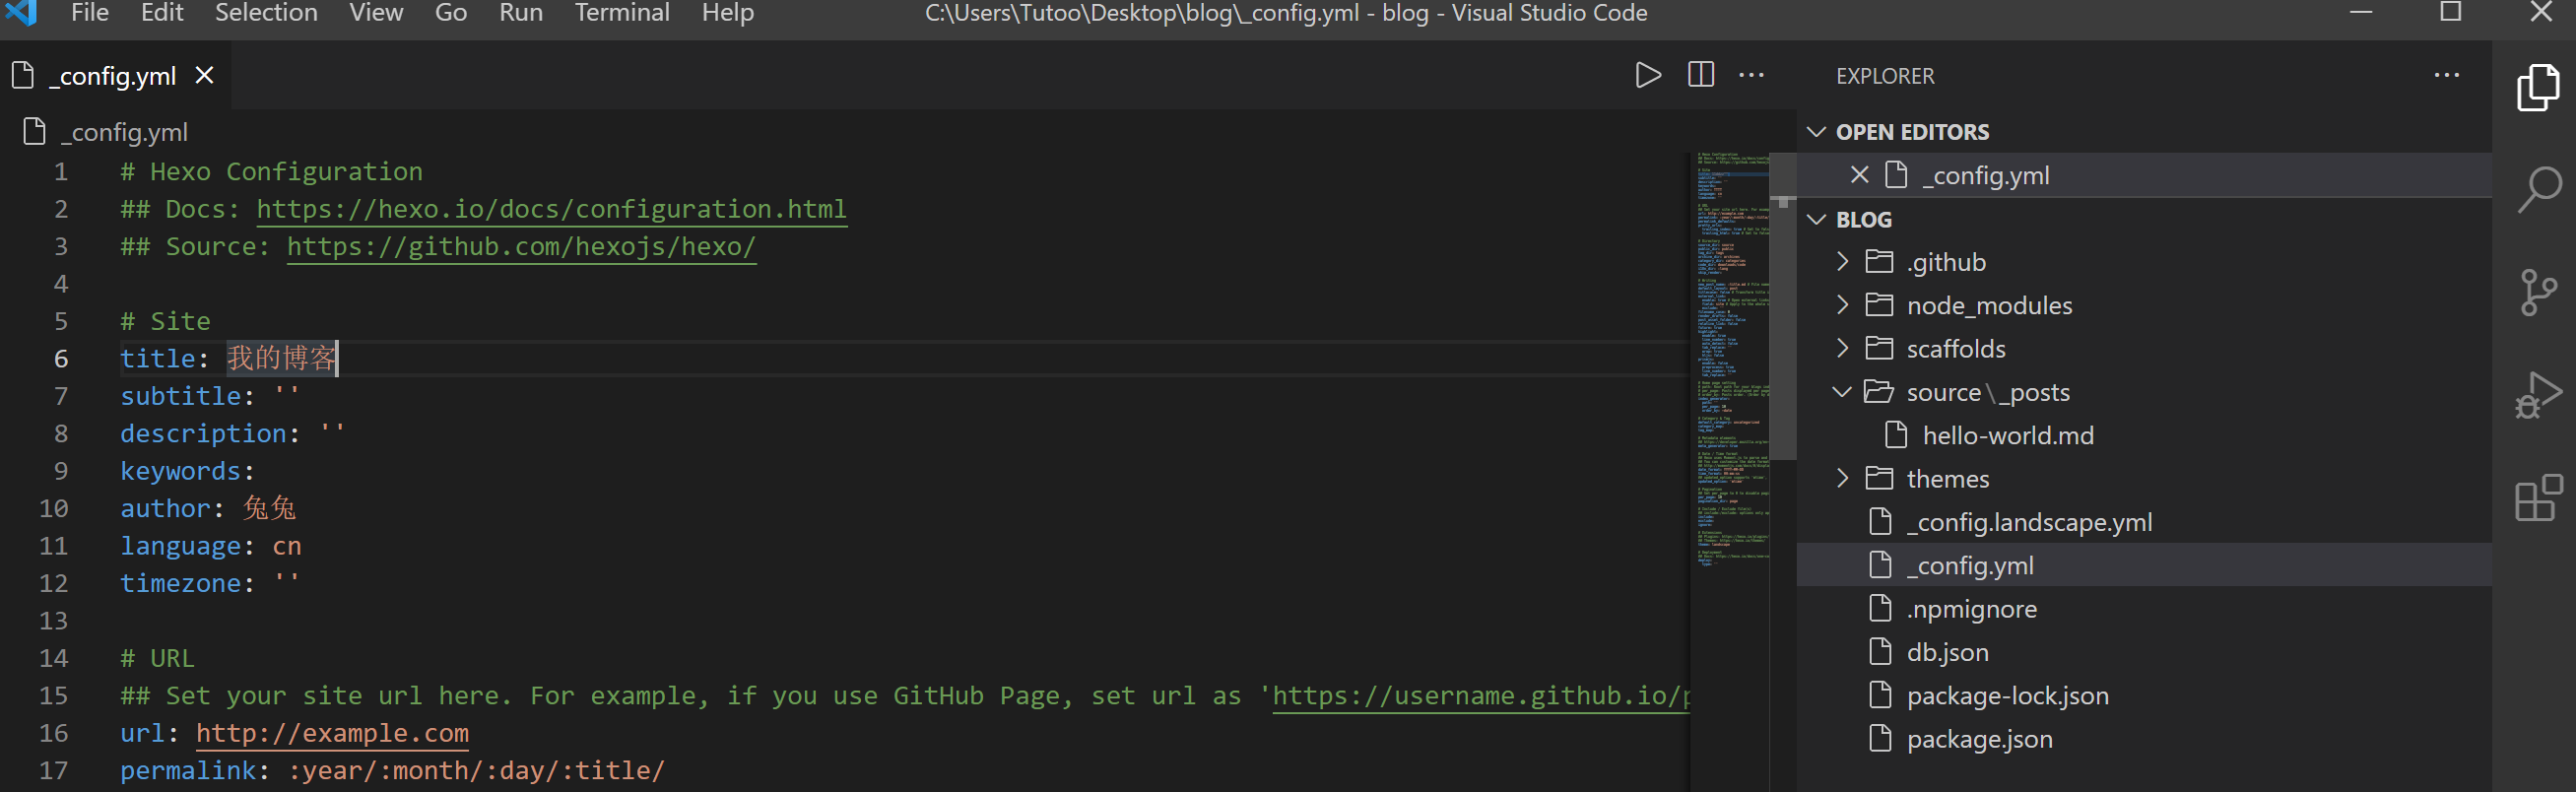 File Edit Selection View Go Run Terminal Help C:\Users\Tutoo\Desktop\blog\_config.yml - blog - Visual Studio Code
_config.yml
_config.yml
1 # Hexo Configuration
2 ## Docs: https://hexo.io/docs/configuration.html
3 ## Source: https://github.com/hexojs/hexo/
4
5 # Site
6 title: 我的博客
7 subtitle: ''
8 description: ''
9 keywords:
10 author: 兔兔
11 language: cn
12 timezone: ''
13
14 # URL
15 ## Set your site url here. For example, if you use GitHub Page, set url as 'https://username.github.io/p
16 url: http://example.com
17 permalink: :year/:month/:day/:title/
EXPLORER
OPEN EDITORS
_config.yml
BLOG
.github
node_modules
scaffolds
source\_posts
hello-world.md
themes
_config.landscape.yml
_config.yml
.npmignore
db.json
package-lock.json
package.json